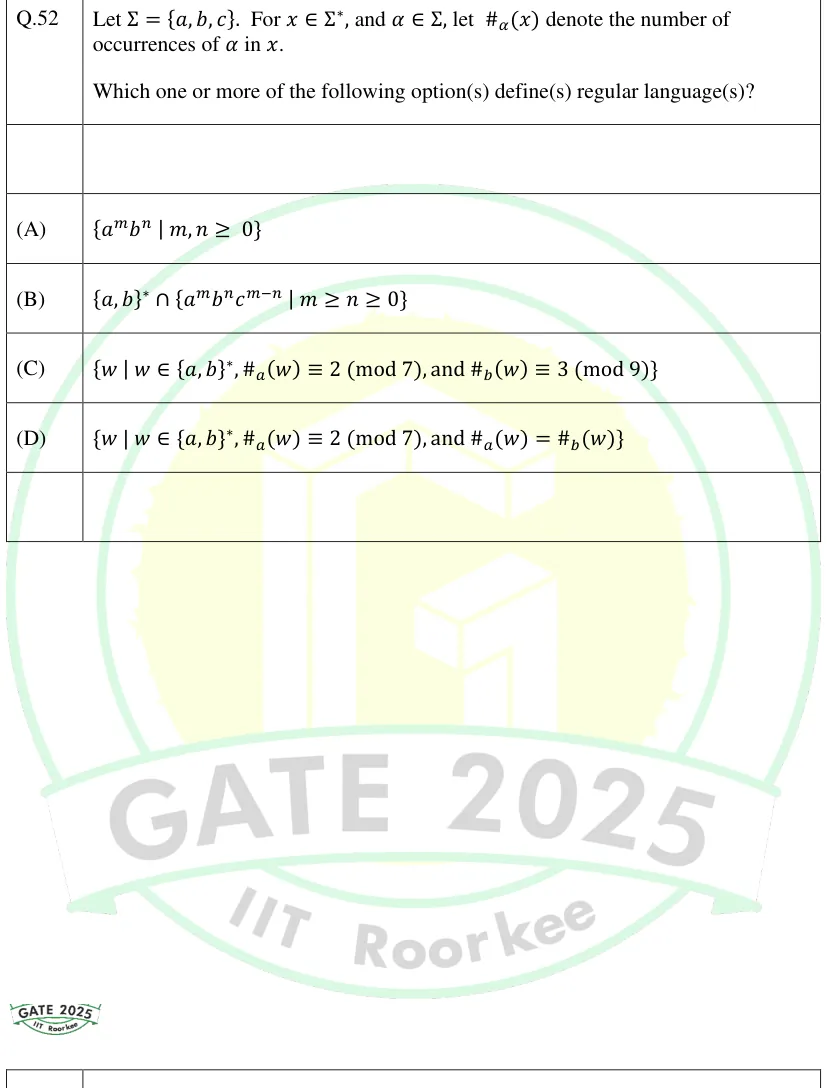 Q.52 Let Σ = {a, b, c}. For x ∈ Σ*, and α ∈ Σ, let #α(x) denote the number of
occurrences of α in x.
Which one or more of the following option(s) define(s) regular language(s)?
(A) {a^m b^n | m, n ≥ 0}
(B) {a, b}* ∩ {a^m b^n c^{m−n} | m ≥ n ≥ 0}
(C) {w | w ∈ {a, b}*, #a(w) ≡ 2 (mod 7), and #b(w) ≡ 3 (mod 9)}
(D) {w | w ∈ {a, b}*, #a(w) ≡ 2 (mod 7), and #a(w) = #b(w)}
GATE 2025
IIT Roorkee
GATE 2025
IIT Roorkee